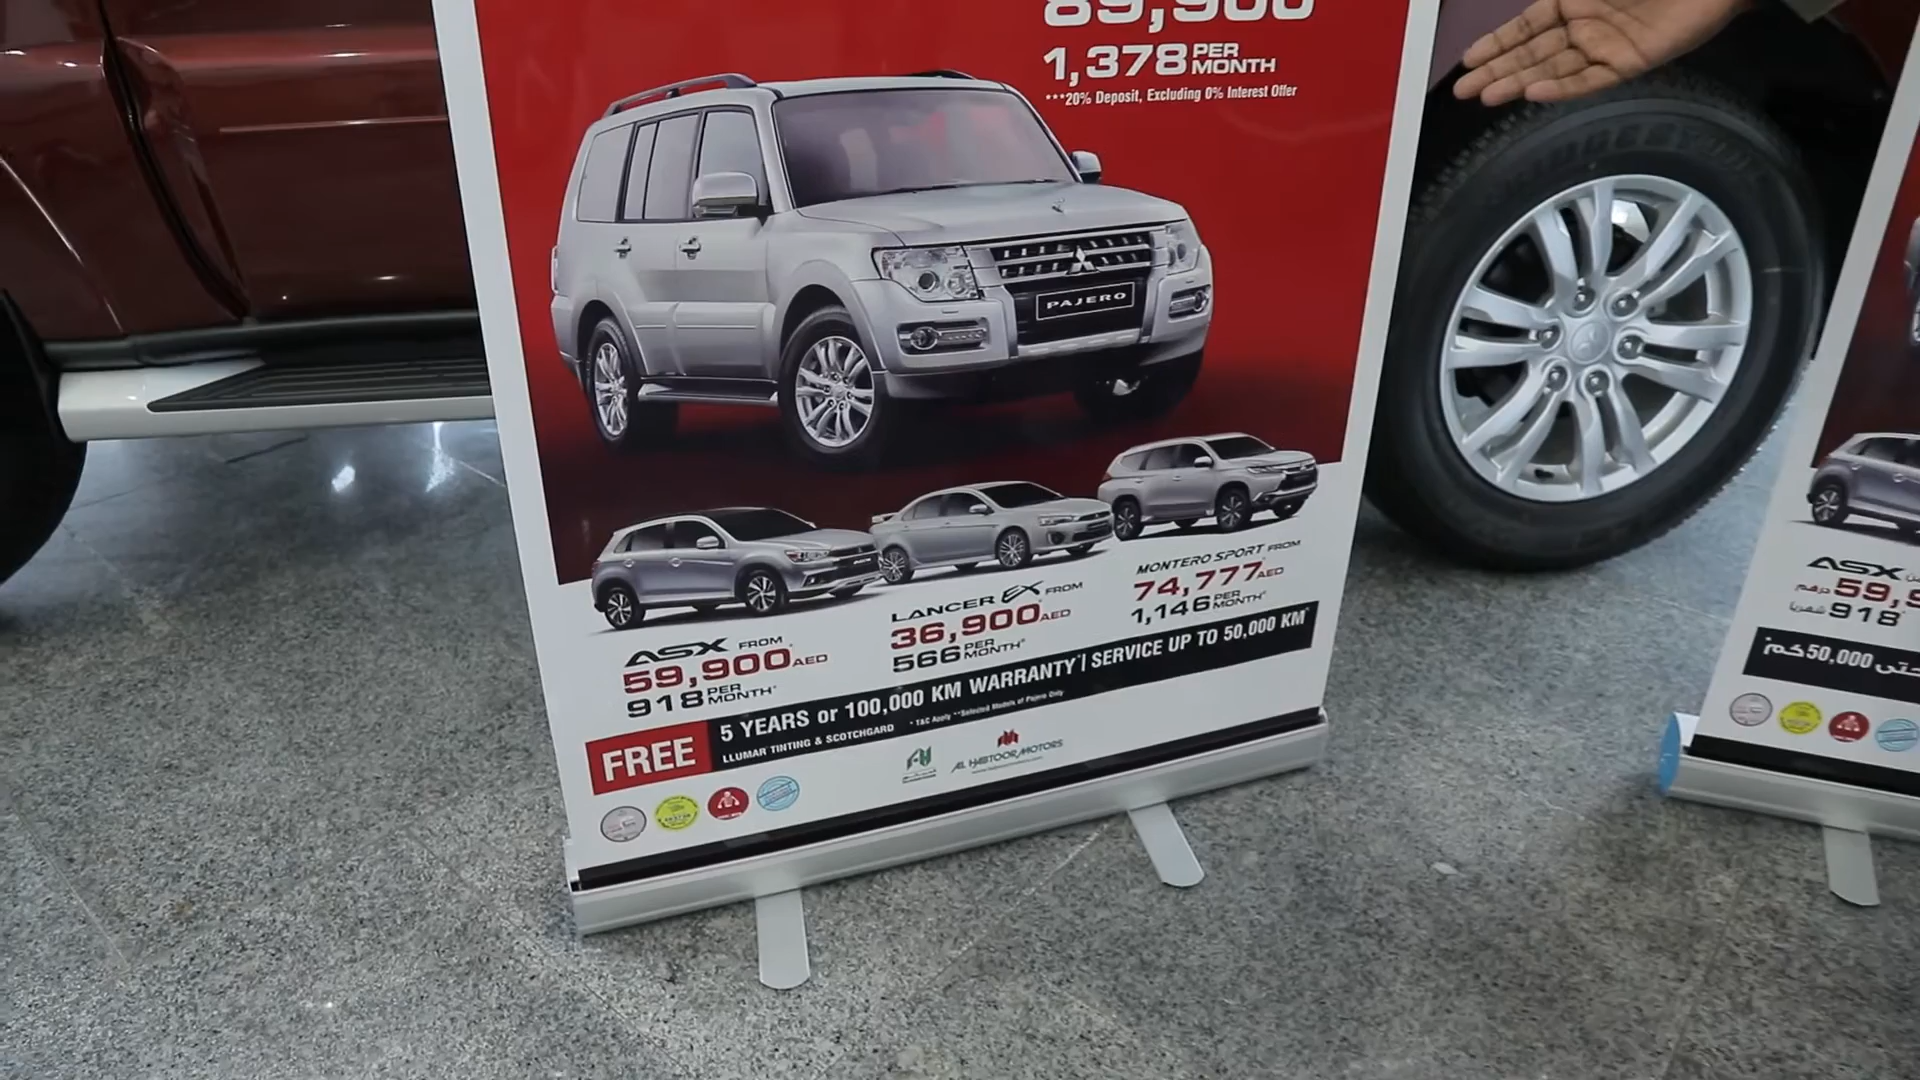 89,900
1,378 PER MONTH
***20% Deposit, Excluding 0% Interest Offer
PAJERO
ASX FROM
59,900 AED
918 PER MONTH*
LANCER EX FROM
36,900 AED
566 PER MONTH*
MONTERO SPORT FROM
74,777 AED
1,146 PER MONTH*
FREE
5 YEARS or 100,000 KM WARRANTY* | SERVICE UP TO 50,000 KM**
LLUMAR TINTING & SCOTCHGARD
* T&C Apply **Selected Models of Pajero Only
AL HABTOOR MOTORS
ASX
درهم 59,9
شهرياً 918
حتى 50,000 كم